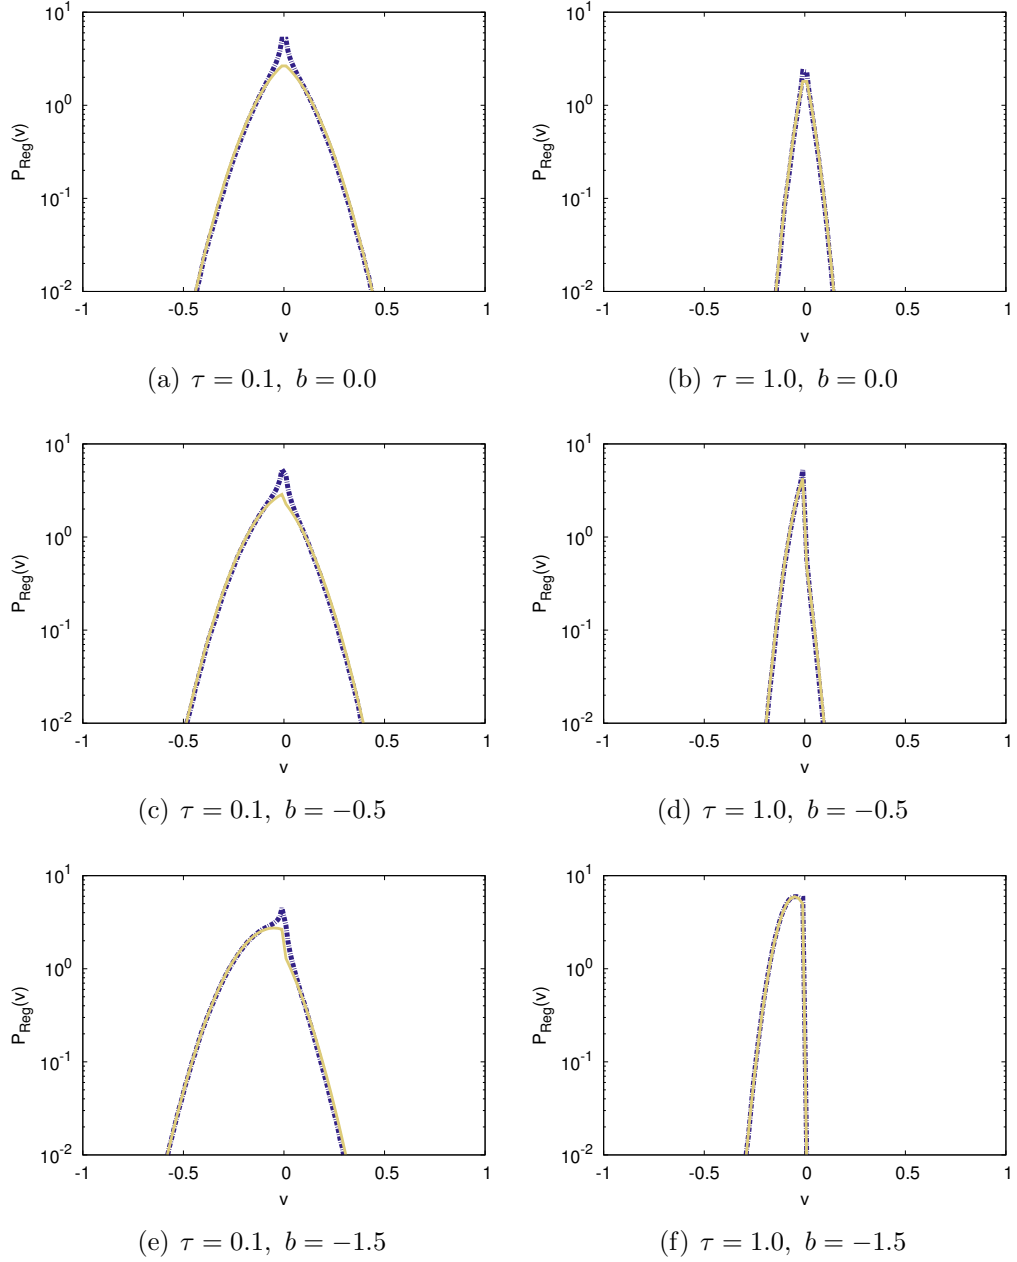 10^1
10^0
10^-1
10^-2
P_Reg(v)
-1 -0.5 0 0.5 1
v
(a) τ = 0.1, b = 0.0
10^1
10^0
10^-1
10^-2
P_Reg(v)
-1 -0.5 0 0.5 1
v
(b) τ = 1.0, b = 0.0
10^1
10^0
10^-1
10^-2
P_Reg(v)
-1 -0.5 0 0.5 1
v
(c) τ = 0.1, b = −0.5
10^1
10^0
10^-1
10^-2
P_Reg(v)
-1 -0.5 0 0.5 1
v
(d) τ = 1.0, b = −0.5
10^1
10^0
10^-1
10^-2
P_Reg(v)
-1 -0.5 0 0.5 1
v
(e) τ = 0.1, b = −1.5
10^1
10^0
10^-1
10^-2
P_Reg(v)
-1 -0.5 0 0.5 1
v
(f) τ = 1.0, b = −1.5